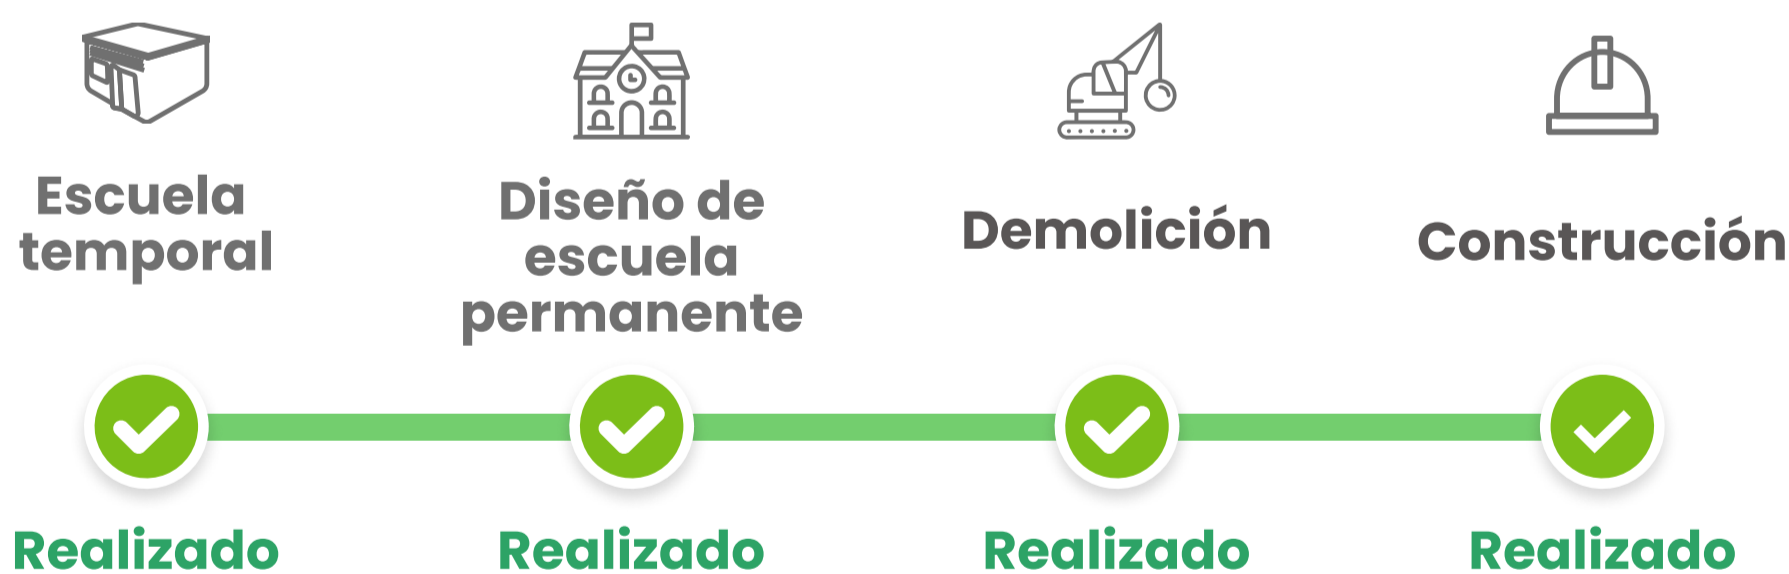 Escuela
temporal
Diseño de
escuela
permanente
Demolición
Construcción
Realizado
Realizado
Realizado
Realizado